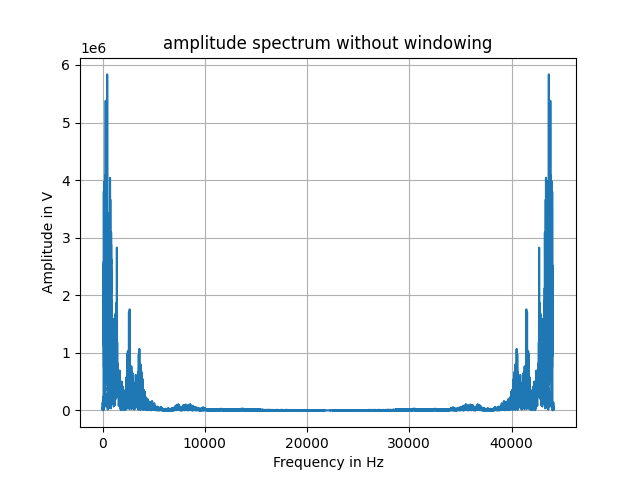 amplitude spectrum without windowing
1e6
6
5
4
3
2
1
0
Amplitude in V
0 10000 20000 30000 40000
Frequency in Hz